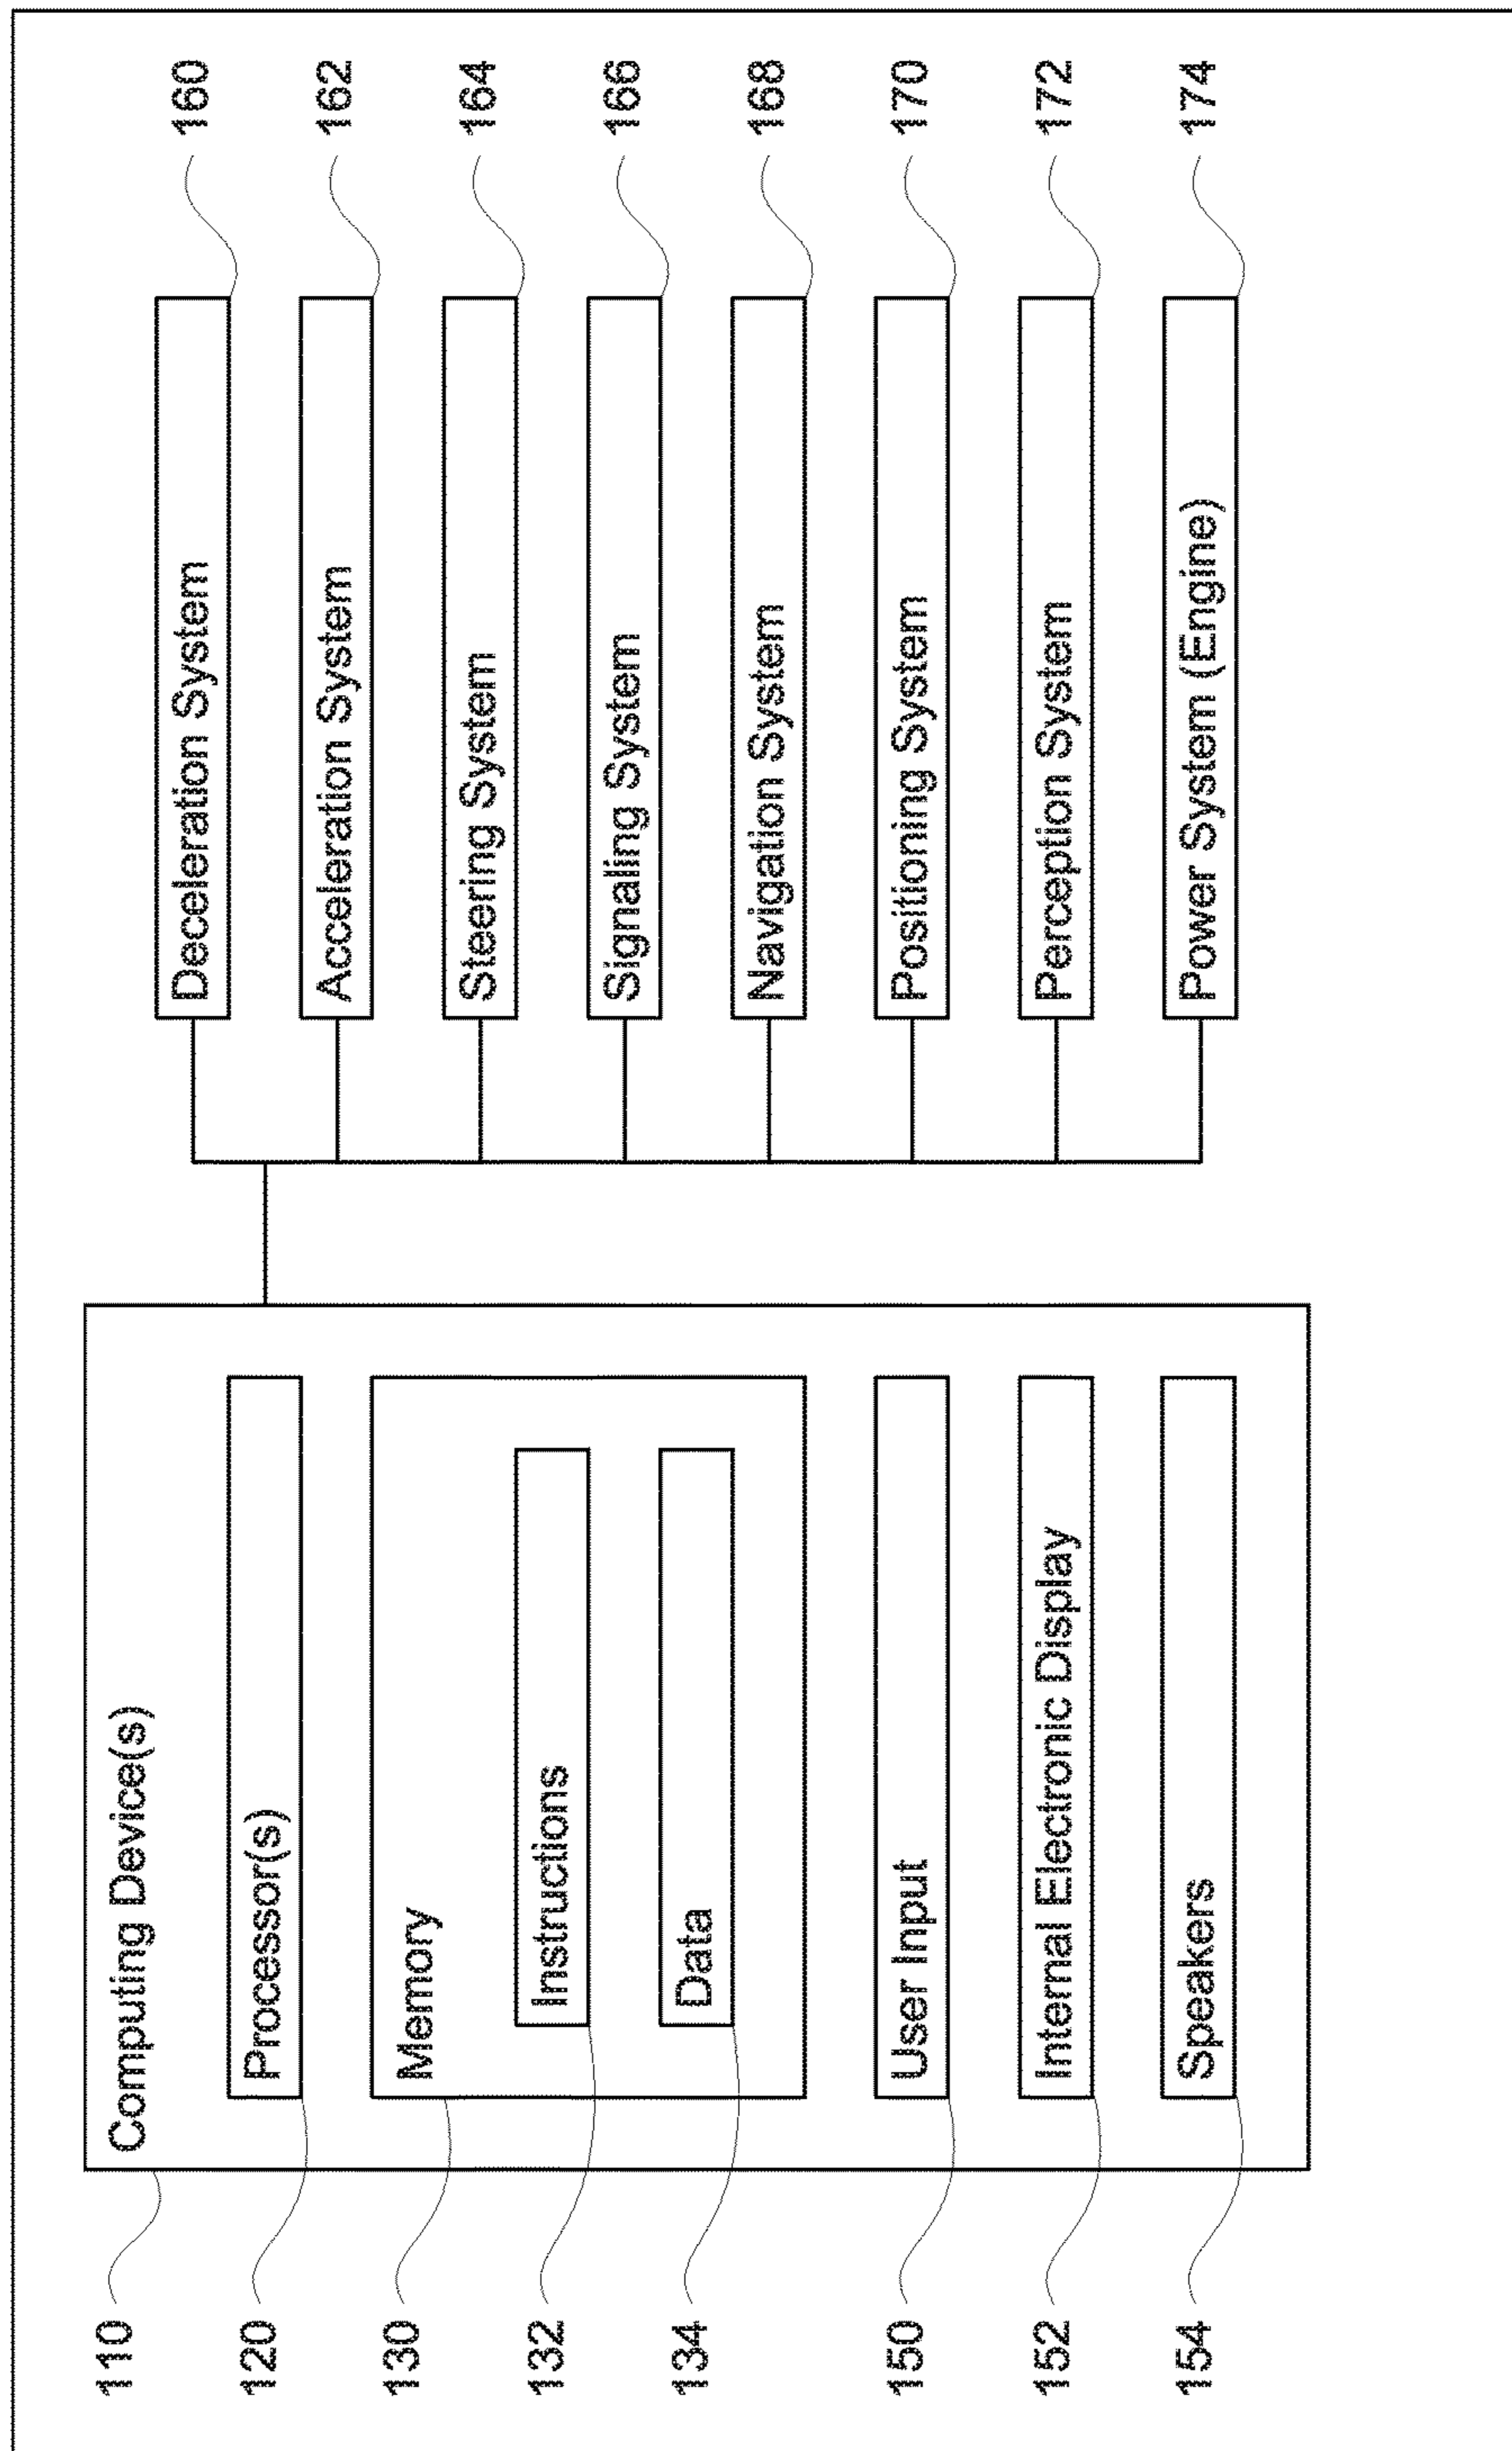 110
Computing Device(s)
120
Processor(s)
130
Memory
132
Instructions
134
Data
150
User Input
152
Internal Electronic Display
154
Speakers
Deceleration System
160
Acceleration System
162
Steering System
164
Signaling System
166
Navigation System
168
Positioning System
170
Perception System
172
Power System (Engine)
174